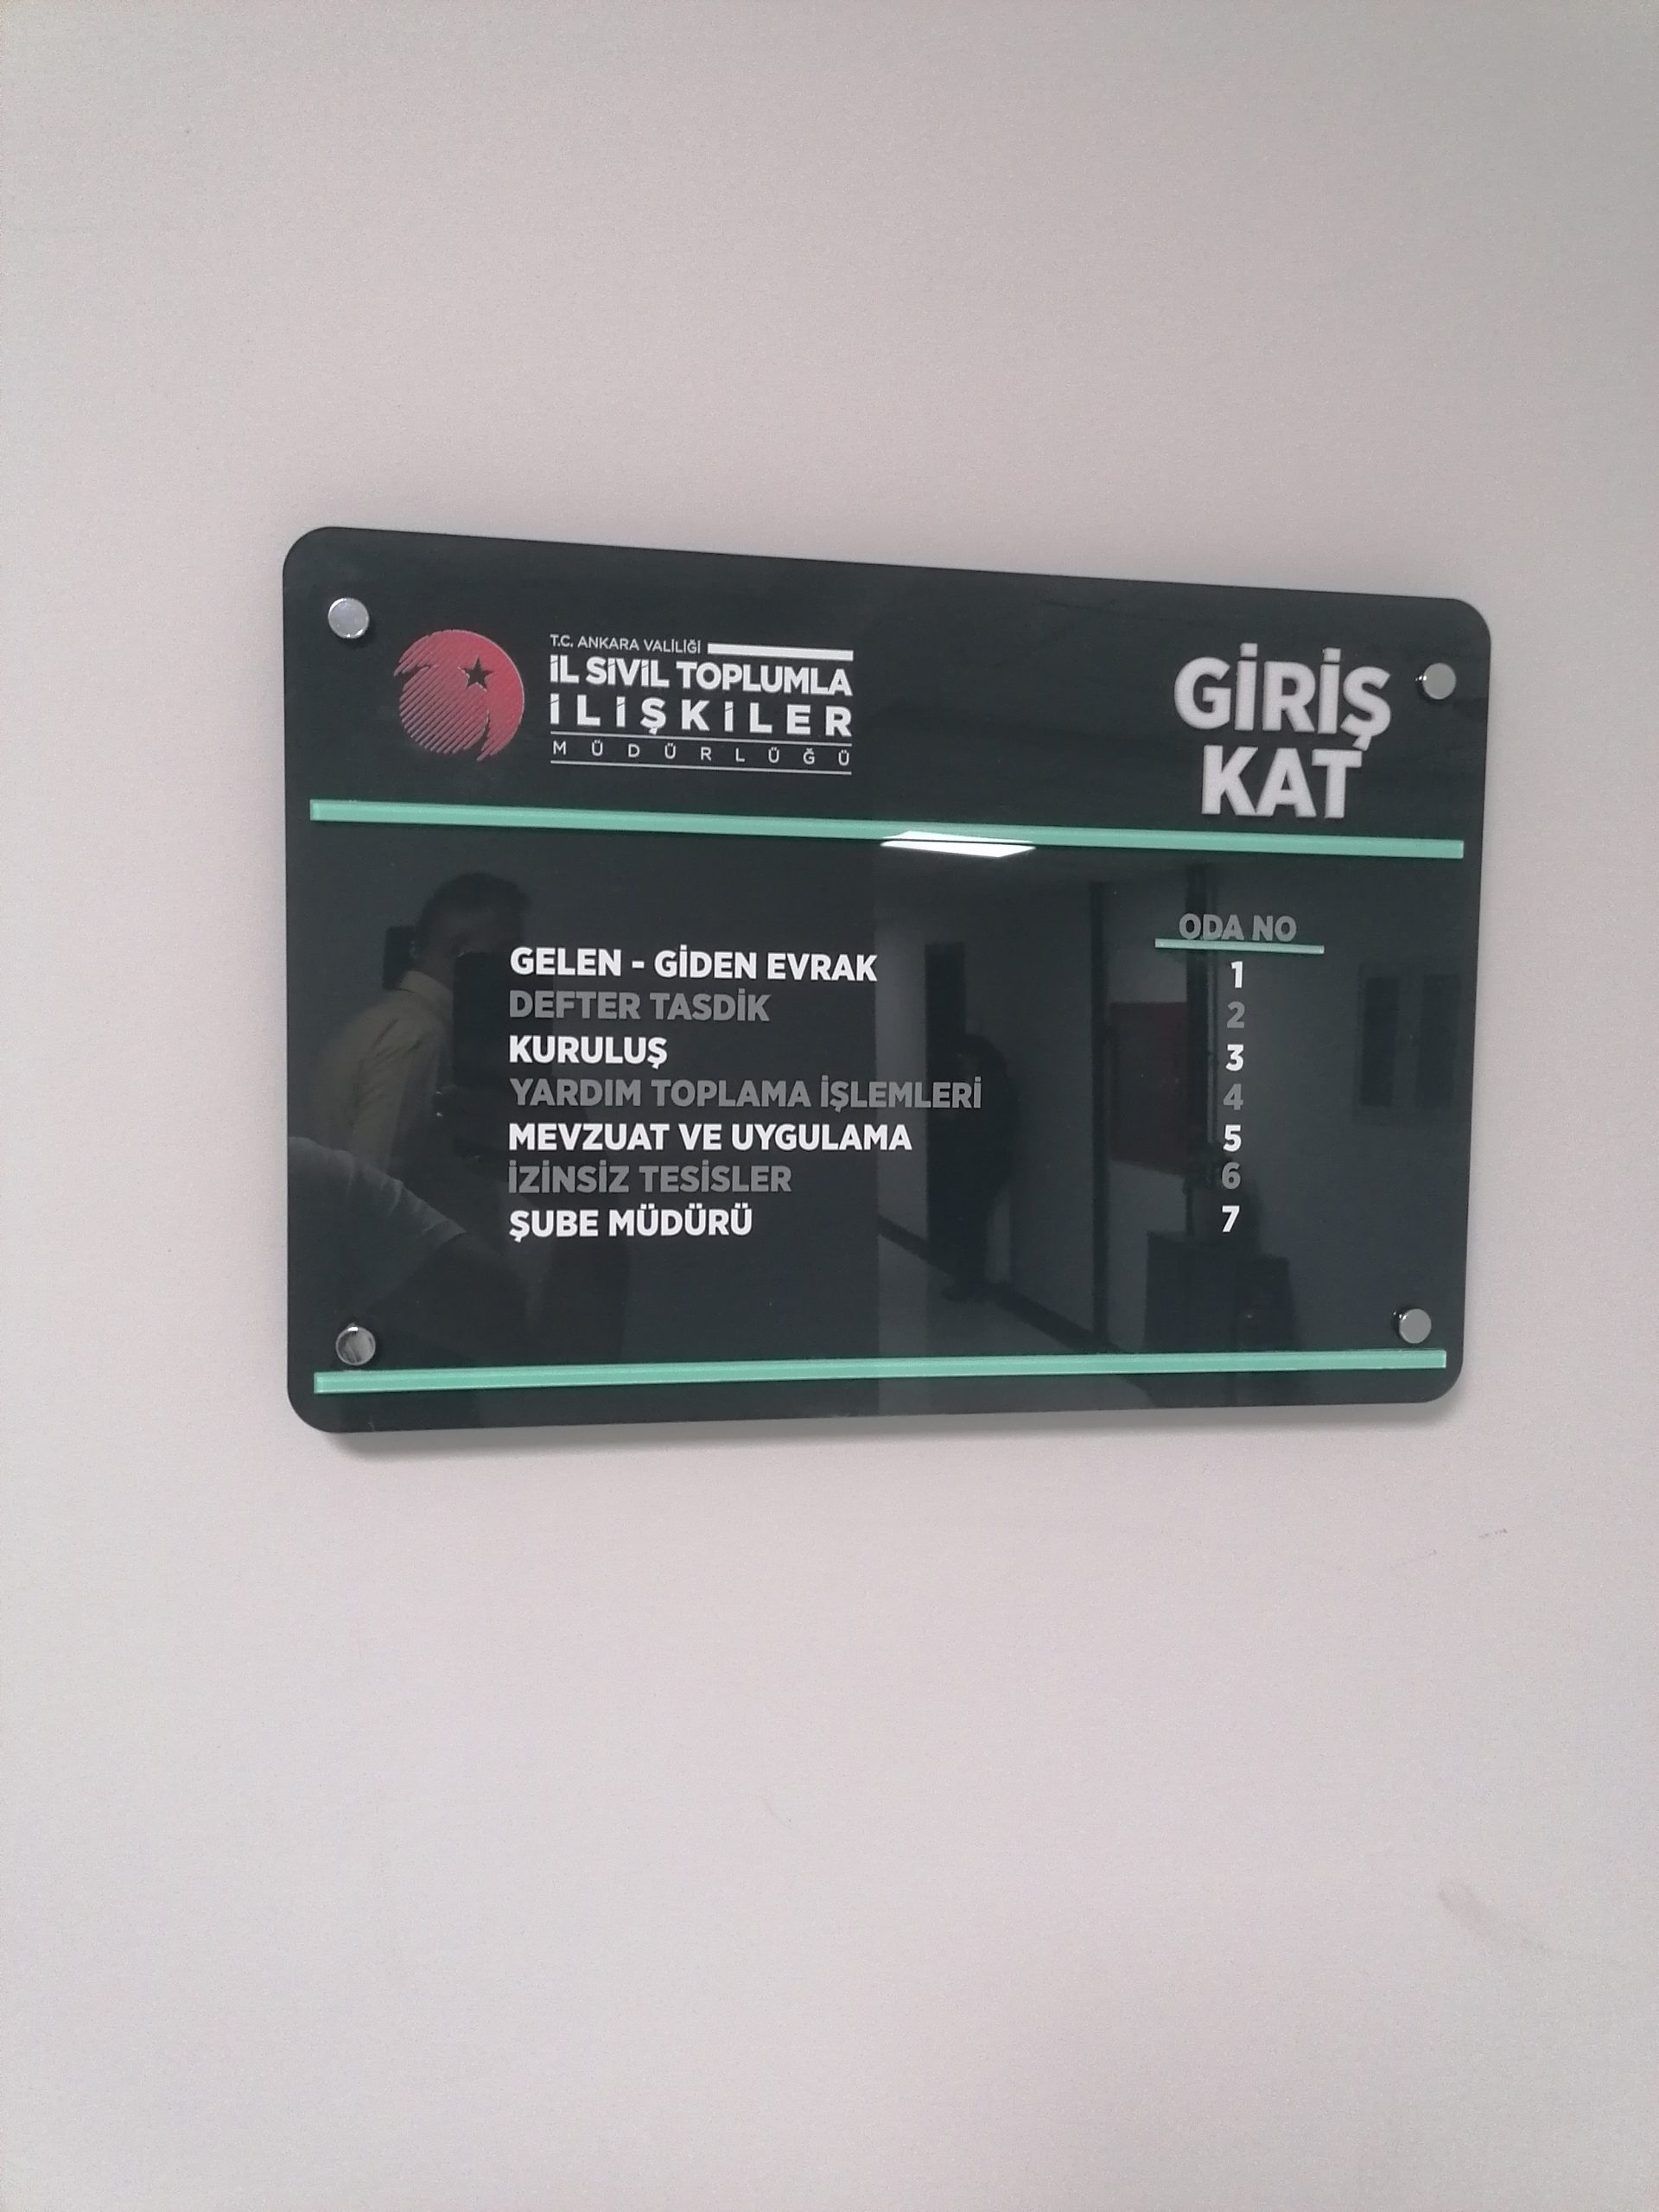 T.C. ANKARA VALİLİĞİ
İL SİVİL TOPLUMLA
İLİŞKİLER
MÜDÜRLÜĞÜ
GİRİŞ
KAT
ODA NO
GELEN - GİDEN EVRAK 1
DEFTER TASDİK 2
KURULUŞ 3
YARDIM TOPLAMA İŞLEMLERİ 4
MEVZUAT VE UYGULAMA 5
İZİNSİZ TESİSLER 6
ŞUBE MÜDÜRÜ 7